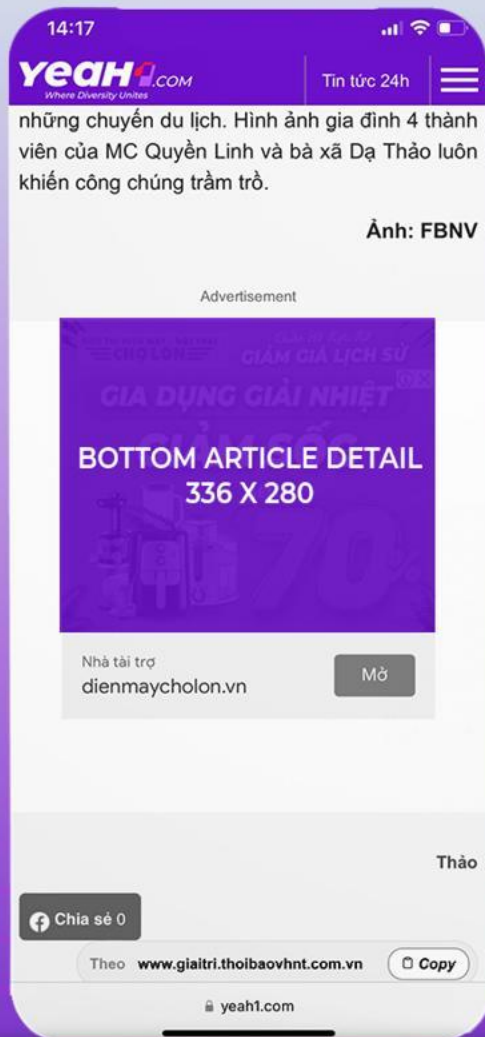 14:17
YEAH1.COM
Where Diversity Unites
Tin tức 24h
những chuyến du lịch. Hình ảnh gia đình 4 thành
viên của MC Quyền Linh và bà xã Dạ Thảo luôn
khiến công chúng trầm trồ.
Ảnh: FBNV
Advertisement
CHOLON
GIẢM GIÁ LỊCH SỬ
GIA DỤNG GIẢI NHIỆT
GIẢM SỐC
BOTTOM ARTICLE DETAIL
336 X 280
70
Nhà tài trợ
dienmaycholon.vn
Mở
Thảo
Chia sẻ 0
Theo www.giaitri.thoibaovhnt.com.vn Copy
yeah1.com